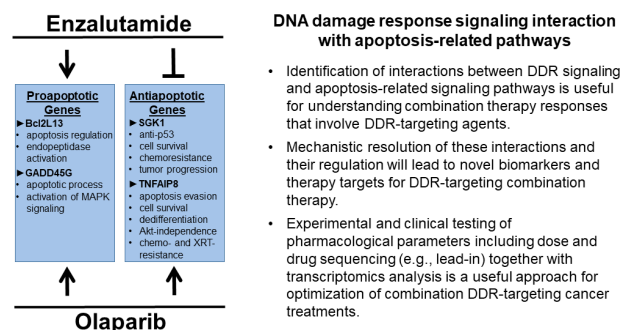 Enzalutamide
Proapoptotic
Genes
►Bcl2L13
• apoptosis regulation
• endopeptidase
activation
►GADD45G
• apoptotic process
• activation of MAPK
signaling
Antiapoptotic
Genes
►SGK1
• anti-p53
• cell survival
• chemoresistance
• tumor progression
►TNFAIP8
• apoptosis evasion
• cell survival
• dedifferentiation
• Akt-independence
• chemo- and XRT-
resistance
Olaparib
DNA damage response signaling interaction
with apoptosis-related pathways
• Identification of interactions between DDR signaling
and apoptosis-related signaling pathways is useful
for understanding combination therapy responses
that involve DDR-targeting agents.
• Mechanistic resolution of these interactions and
their regulation will lead to novel biomarkers and
therapy targets for DDR-targeting combination
therapy.
• Experimental and clinical testing of
pharmacological parameters including dose and
drug sequencing (e.g., lead-in) together with
transcriptomics analysis is a useful approach for
optimization of combination DDR-targeting cancer
treatments.